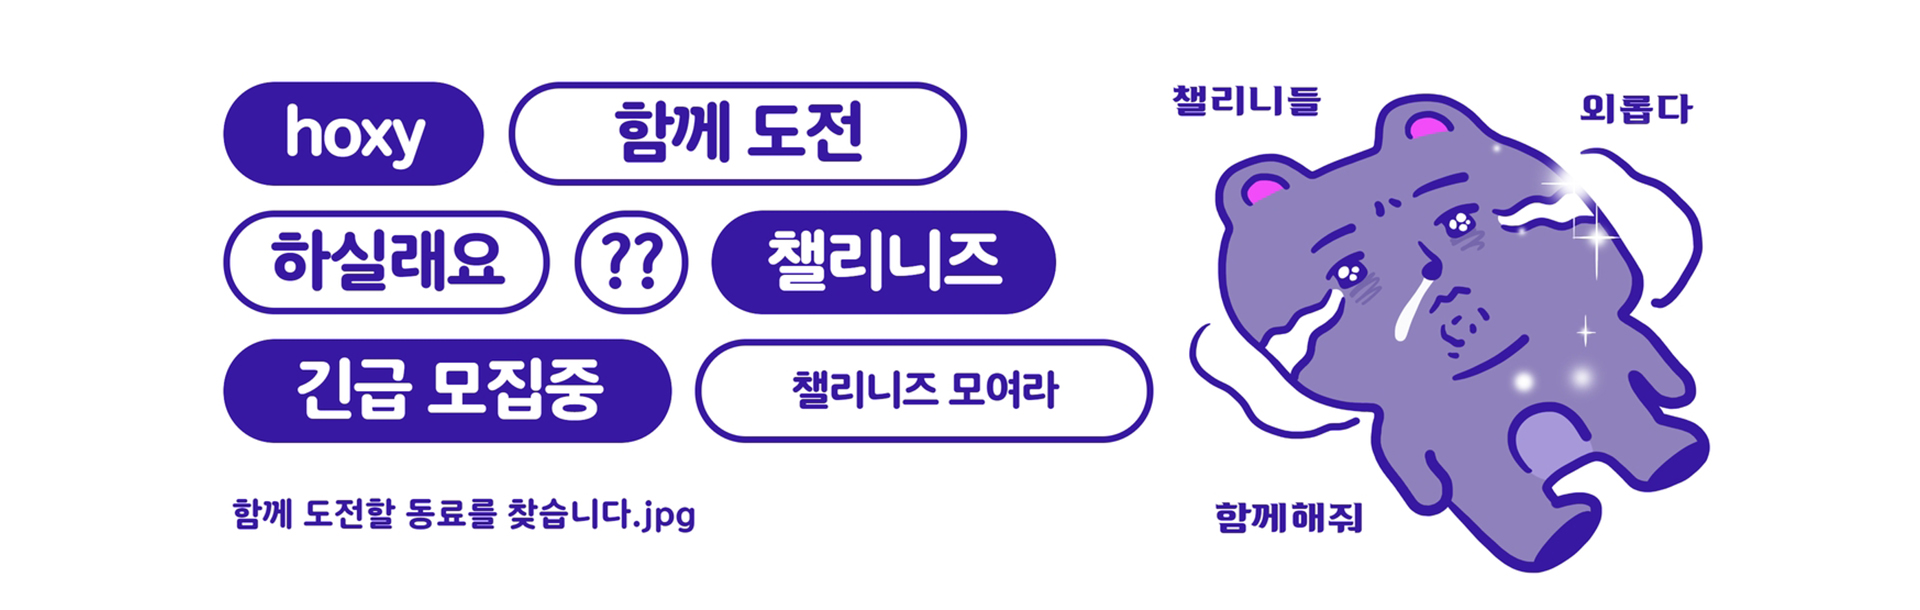 hoxy 함께 도전
하실래요 ?? 챌리니즈
긴급 모집중 챌리니즈 모여라
함께 도전할 동료를 찾습니다.jpg
챌리니들
외롭다
함께해줘